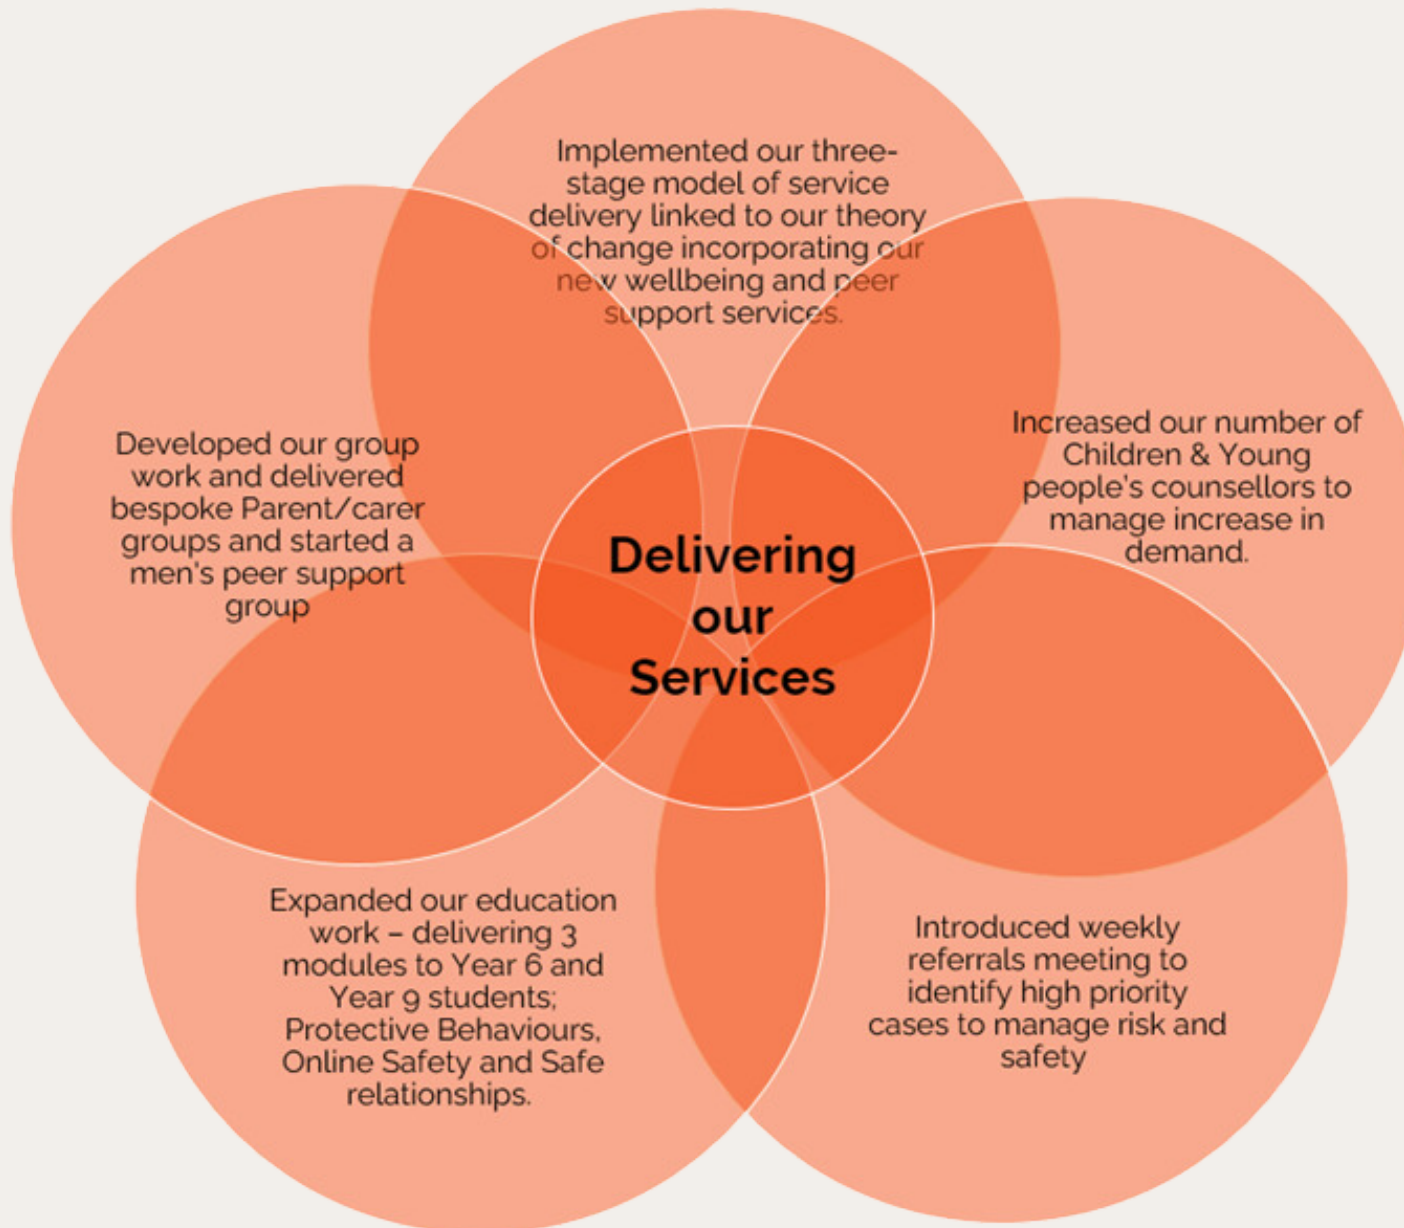 Implemented our three-
stage model of service
delivery linked to our theory
of change incorporating our
new wellbeing and peer
support services.
Increased our number of
Children & Young
people's counsellors to
manage increase in
demand.
Developed our group
work and delivered
bespoke Parent/carer
groups and started a
men's peer support
group
Delivering
our
Services
Expanded our education
work – delivering 3
modules to Year 6 and
Year 9 students;
Protective Behaviours,
Online Safety and Safe
relationships.
Introduced weekly
referrals meeting to
identify high priority
cases to manage risk and
safety